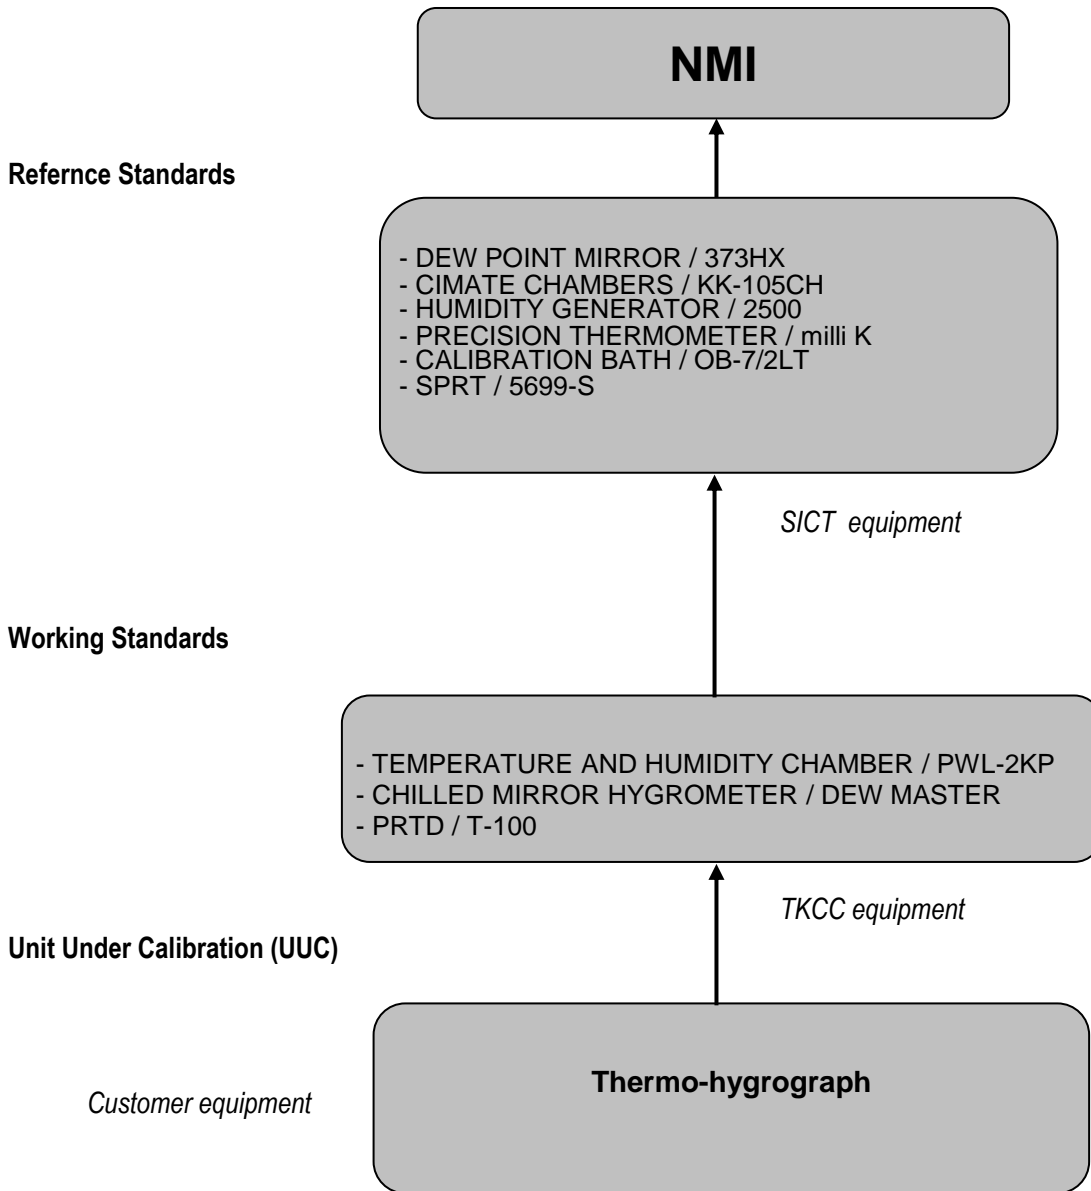 NMI
Refernce Standards
- DEW POINT MIRROR / 373HX
- CIMATE CHAMBERS / KK-105CH
- HUMIDITY GENERATOR / 2500
- PRECISION THERMOMETER / milli K
- CALIBRATION BATH / OB-7/2LT
- SPRT / 5699-S
SICT equipment
Working Standards
- TEMPERATURE AND HUMIDITY CHAMBER / PWL-2KP
- CHILLED MIRROR HYGROMETER / DEW MASTER
- PRTD / T-100
TKCC equipment
Unit Under Calibration (UUC)
Thermo-hygrograph
Customer equipment